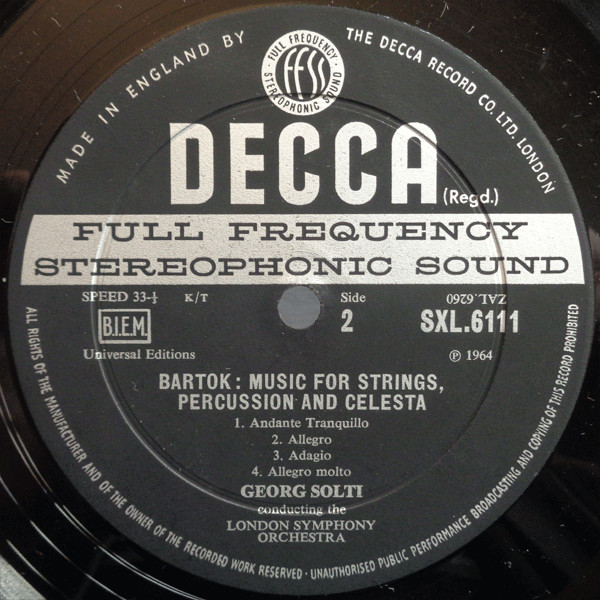 MADE IN ENGLAND BY
THE DECCA RECORD CO. LTD. LONDON
· FULL FREQUENCY ·
STEREOPHONIC SOUND
FFSS
DECCA
(Regd.)
FULL FREQUENCY
STEREOPHONIC SOUND
SPEED 33-⅓ K/T
Side
2
ZAL.6260
SXL.6111
B.I.E.M.
Universal Editions
℗ 1964
BARTOK: MUSIC FOR STRINGS,
PERCUSSION AND CELESTA
1. Andante Tranquillo
2. Allegro
3. Adagio
4. Allegro molto
GEORG SOLTI
conducting the
LONDON SYMPHONY
ORCHESTRA
ALL RIGHTS OF THE MANUFACTURER AND OF THE OWNER OF THE RECORDED WORK RESERVED · UNAUTHORISED PUBLIC PERFORMANCE BROADCASTING AND COPYING OF THIS RECORD PROHIBITED